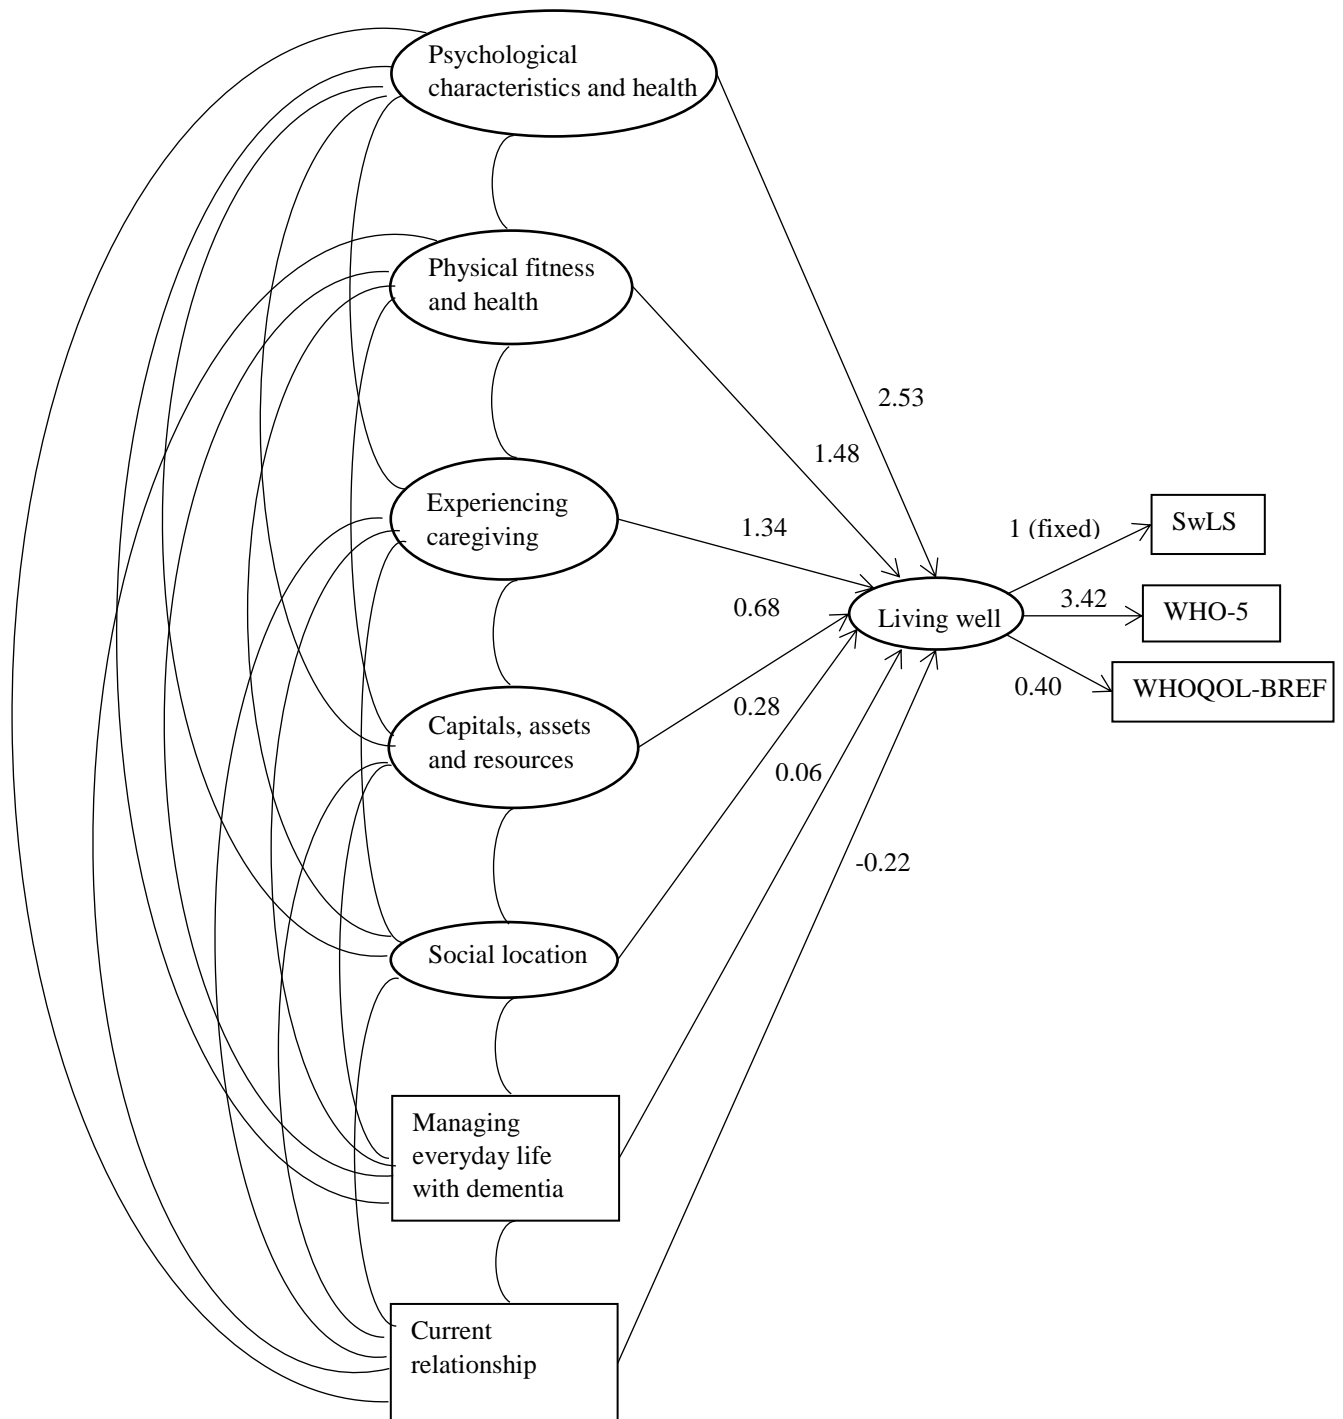 Psychological
characteristics and health
Physical fitness
and health
2.53
1.48
Experiencing
caregiving
1.34
1 (fixed)
SwLS
0.68
Living well
3.42
WHO-5
0.40
WHOQOL-BREF
Capitals, assets
and resources
0.28
0.06
-0.22
Social location
Managing
everyday life
with dementia
Current
relationship